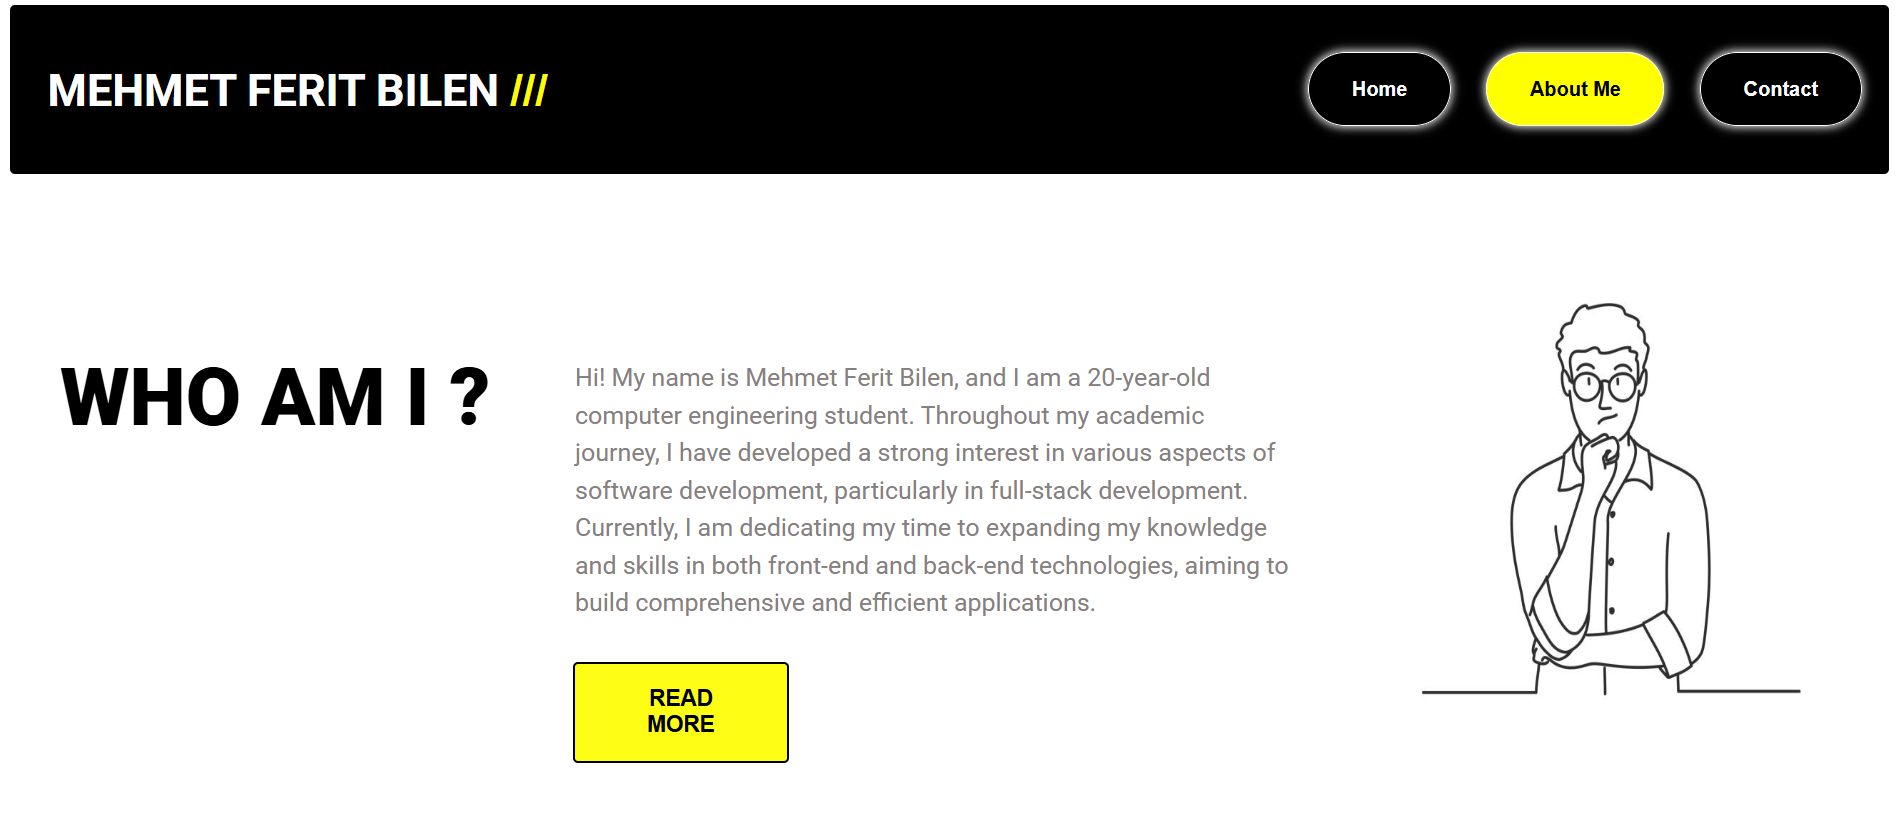 MEHMET FERIT BILEN ///
Home
About Me
Contact
WHO AM I ?
Hi! My name is Mehmet Ferit Bilen, and I am a 20-year-old
computer engineering student. Throughout my academic
journey, I have developed a strong interest in various aspects of
software development, particularly in full-stack development.
Currently, I am dedicating my time to expanding my knowledge
and skills in both front-end and back-end technologies, aiming to
build comprehensive and efficient applications.
READ
MORE